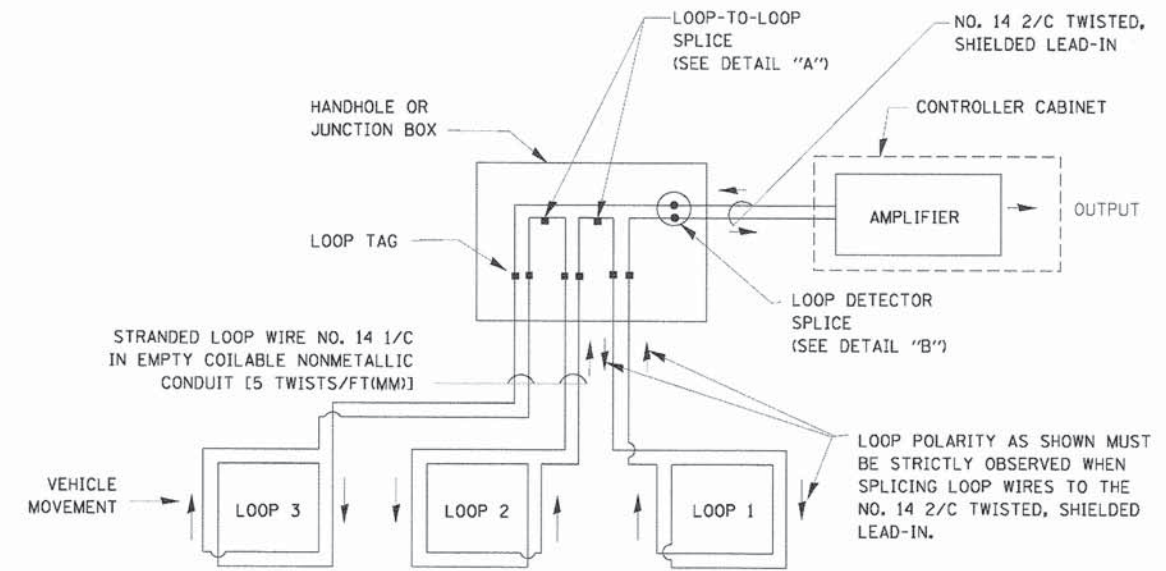 LOOP-TO-LOOP
SPLICE
(SEE DETAIL "A")
NO. 14 2/C TWISTED,
SHIELDED LEAD-IN
HANDHOLE OR
JUNCTION BOX
CONTROLLER CABINET
AMPLIFIER
OUTPUT
LOOP TAG
LOOP DETECTOR
SPLICE
(SEE DETAIL "B")
STRANDED LOOP WIRE NO. 14 1/C
IN EMPTY COILABLE NONMETALLIC
CONDUIT [5 TWISTS/FT(MM)]
LOOP POLARITY AS SHOWN MUST
BE STRICTLY OBSERVED WHEN
SPLICING LOOP WIRES TO THE
NO. 14 2/C TWISTED, SHIELDED
LEAD-IN.
VEHICLE
MOVEMENT
LOOP 3
LOOP 2
LOOP 1